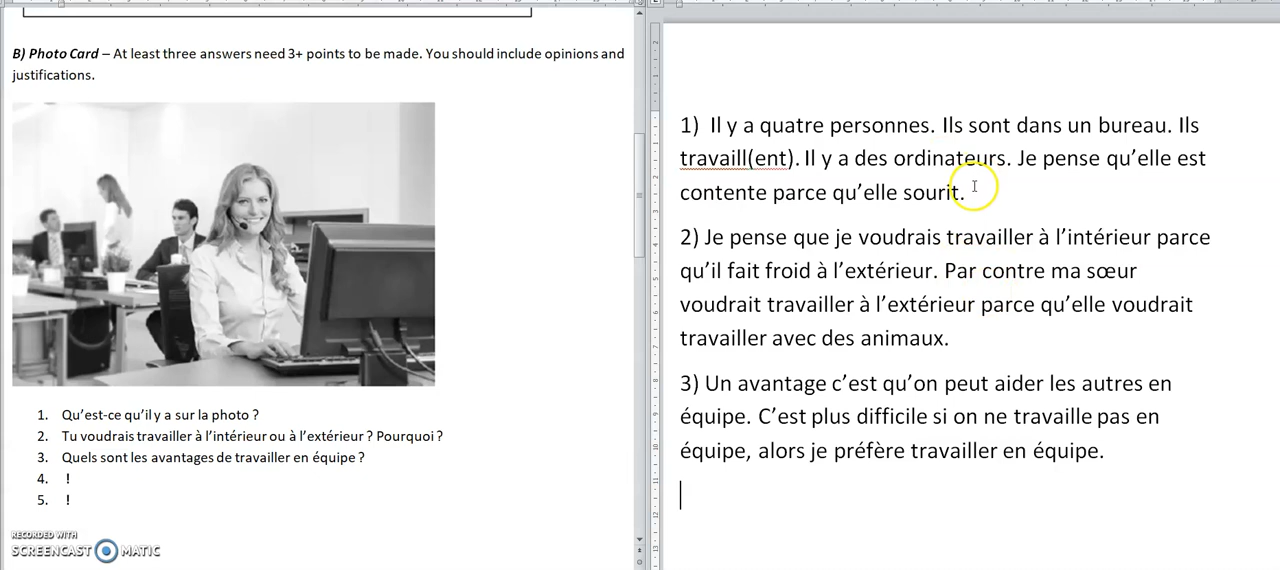 B) Photo Card – At least three answers need 3+ points to be made. You should include opinions and
justifications.
1. Qu’est-ce qu’il y a sur la photo ?
2. Tu voudrais travailler à l’intérieur ou à l’extérieur ? Pourquoi ?
3. Quels sont les avantages de travailler en équipe ?
4. !
5. !
RECORDED WITH
SCREENCAST MATIC
1) Il y a quatre personnes. Ils sont dans un bureau. Ils
travaill(ent). Il y a des ordinateurs. Je pense qu’elle est
contente parce qu’elle sourit.
2) Je pense que je voudrais travailler à l’intérieur parce
qu’il fait froid à l’extérieur. Par contre ma sœur
voudrait travailler à l’extérieur parce qu’elle voudrait
travailler avec des animaux.
3) Un avantage c’est qu’on peut aider les autres en
équipe. C’est plus difficile si on ne travaille pas en
équipe, alors je préfère travailler en équipe.